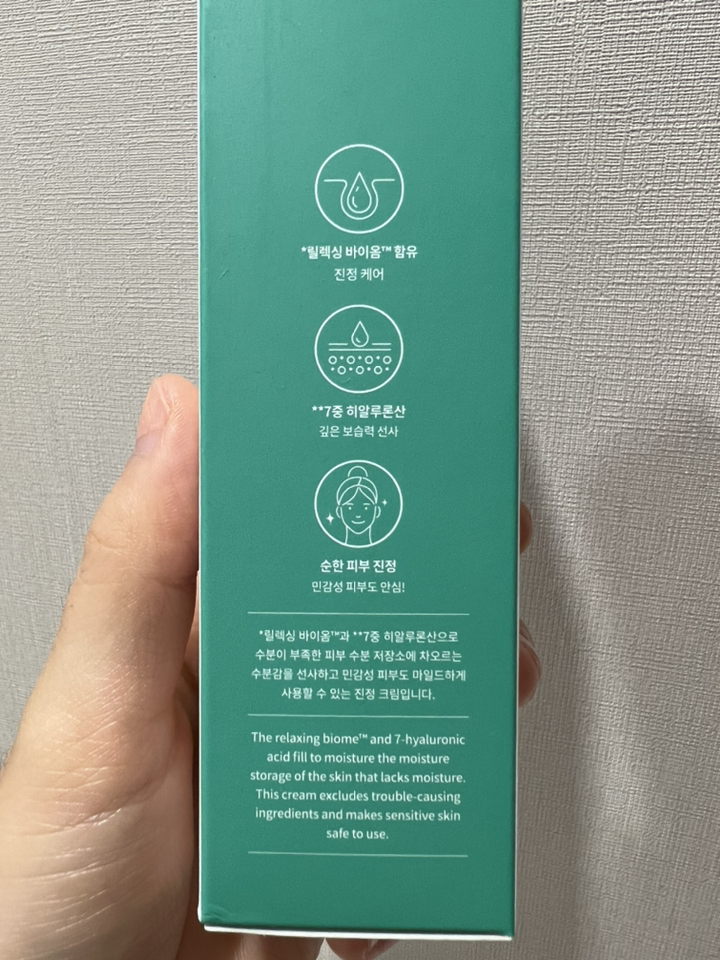 *릴렉싱 바이옴™ 함유
진정 케어
**7중 히알루론산
깊은 보습력 선사
순한 피부 진정
민감성 피부도 안심!
*릴렉싱 바이옴™과 **7중 히알루론산으로
수분이 부족한 피부 수분 저장소에 차오르는
수분감을 선사하고 민감성 피부도 마일드하게
사용할 수 있는 진정 크림입니다.
The relaxing biome™ and 7-hyaluronic
acid fill to moisture the moisture
storage of the skin that lacks moisture.
This cream excludes trouble-causing
ingredients and makes sensitive skin
safe to use.